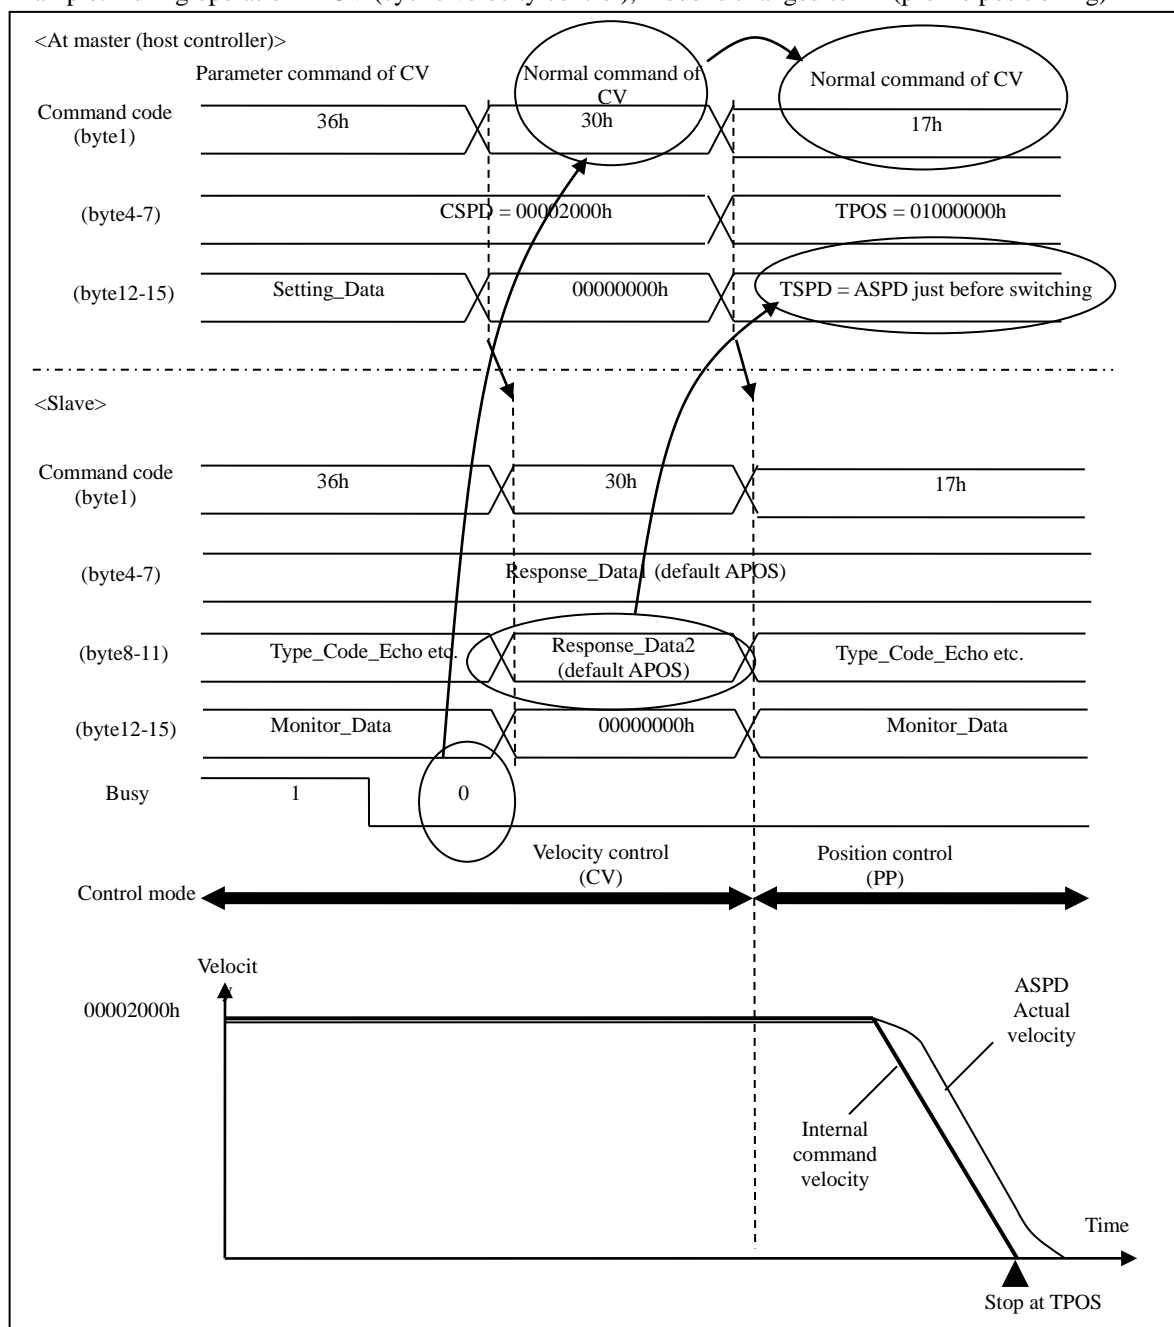 <At master (host controller)>
Parameter command of CV
Normal command of
CV
Normal command of CV
Command code
(byte1)
36h
30h
17h
(byte4-7)
CSPD = 00002000h
TPOS = 01000000h
(byte12-15)
Setting_Data
00000000h
TSPD = ASPD just before switching
<Slave>
Command code
(byte1)
36h
30h
17h
(byte4-7)
Response_Data1 (default APOS)
(byte8-11)
Type_Code_Echo etc.
Response_Data2
(default APOS)
Type_Code_Echo etc.
(byte12-15)
Monitor_Data
00000000h
Monitor_Data
Busy
1
0
Velocity control
(CV)
Position control
(PP)
Control mode
Velocit
00002000h
ASPD
Actual
velocity
Internal
command
velocity
Time
Stop at TPOS